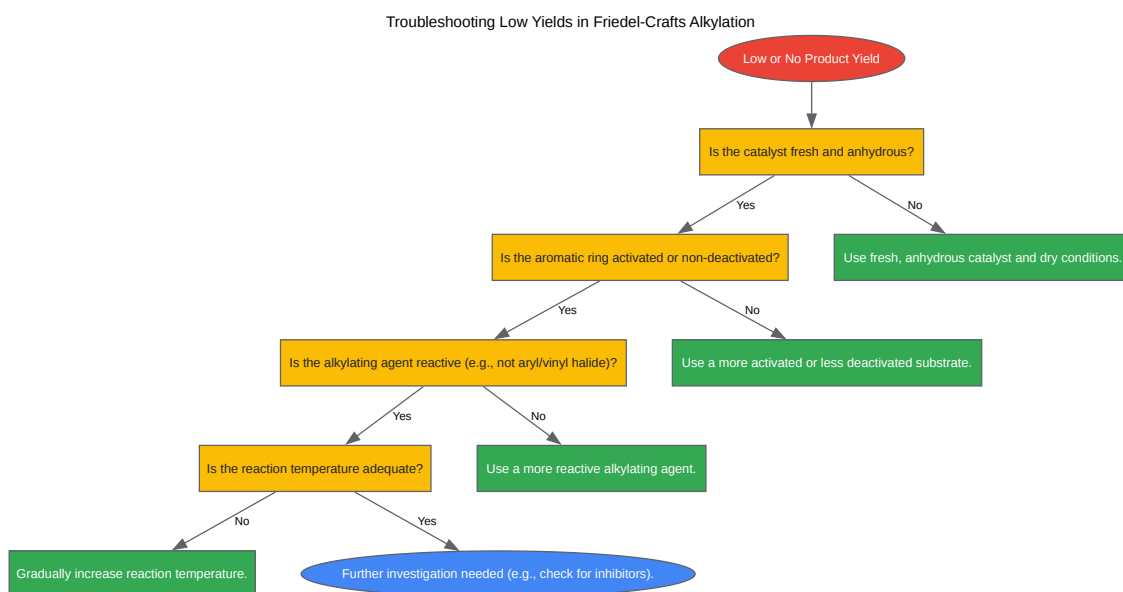 Troubleshooting Low Yields in Friedel-Crafts Alkylation
Low or No Product Yield
Is the catalyst fresh and anhydrous?
Yes
No
Is the aromatic ring activated or non-deactivated?
Use fresh, anhydrous catalyst and dry conditions.
Yes
No
Is the alkylating agent reactive (e.g., not aryl/vinyl halide)?
Use a more activated or less deactivated substrate.
Yes
No
Is the reaction temperature adequate?
Use a more reactive alkylating agent.
No
Yes
Gradually increase reaction temperature.
Further investigation needed (e.g., check for inhibitors).